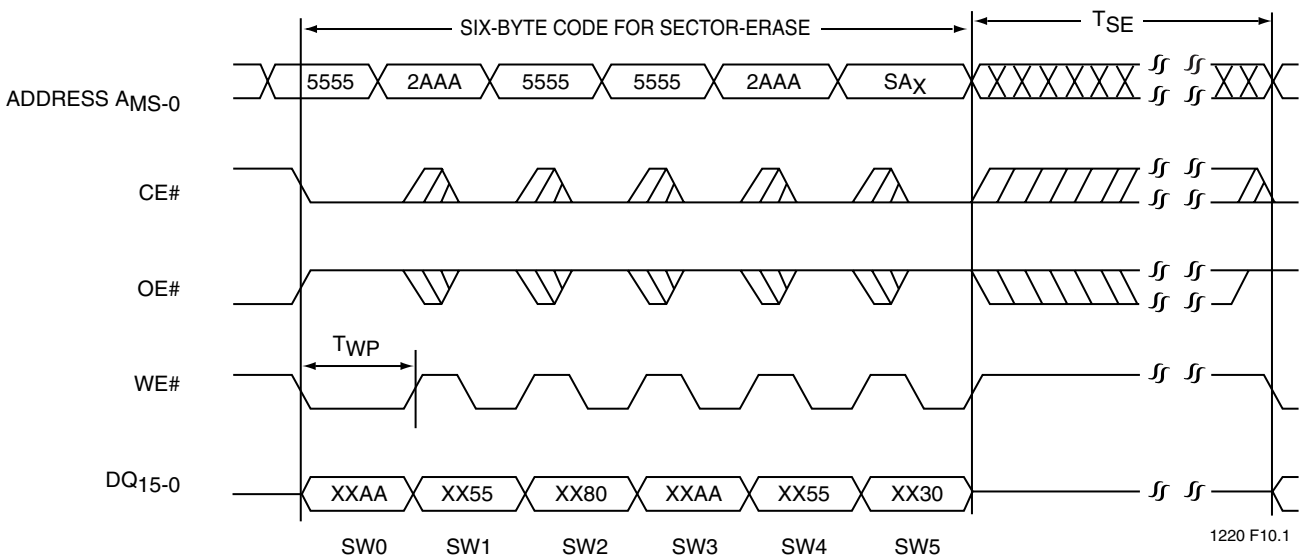 SIX-BYTE CODE FOR SECTOR-ERASE TSE
ADDRESS AMS-0 5555 2AAA 5555 5555 2AAA SAX
CE#
OE#
TWP
WE#
DQ15-0 XXAA XX55 XX80 XXAA XX55 XX30
SW0 SW1 SW2 SW3 SW4 SW5
1220 F10.1